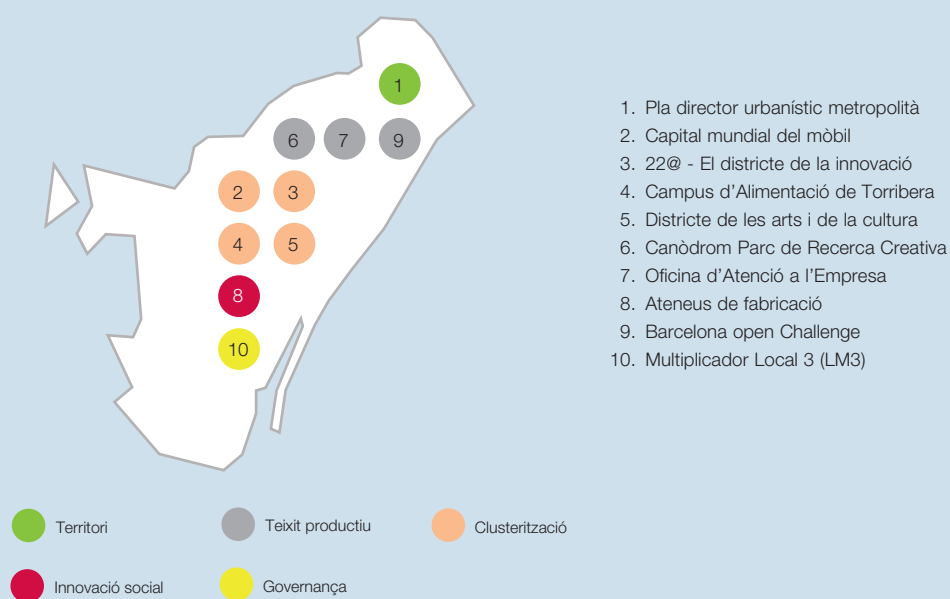 1
6 7 9
2 3
4 5
8
10
1. Pla director urbanístic metropolità
2. Capital mundial del mòbil
3. 22@ - El districte de la innovació
4. Campus d'Alimentació de Torribera
5. Districte de les arts i de la cultura
6. Canòdrom Parc de Recerca Creativa
7. Oficina d'Atenció a l'Empresa
8. Ateneus de fabricació
9. Barcelona open Challenge
10. Multiplicador Local 3 (LM3)
Territori
Teixit productiu
Clusterització
Innovació social
Governança